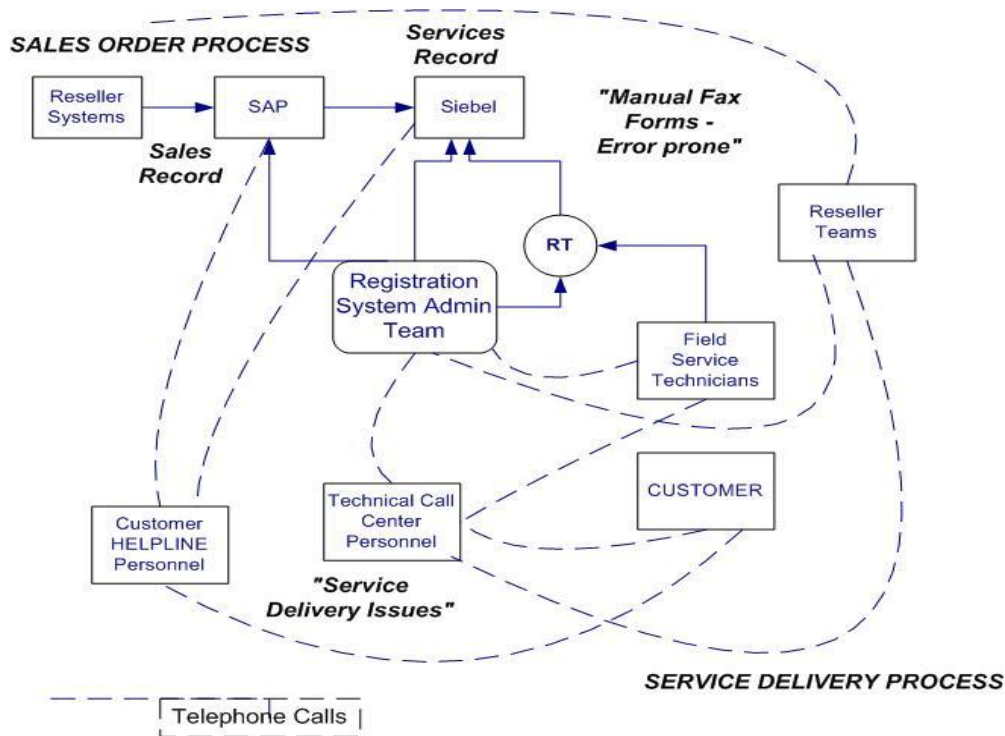 SALES ORDER PROCESS
Services
Record
Reseller
Systems
SAP
Siebel
"Manual Fax
Forms -
Error prone"
Sales
Record
Reseller
Teams
RT
Registration
System Admin
Team
Field
Service
Technicians
CUSTOMER
Technical Call
Center
Personnel
Customer
HELPLINE
Personnel
"Service
Delivery Issues"
SERVICE DELIVERY PROCESS
Telephone Calls